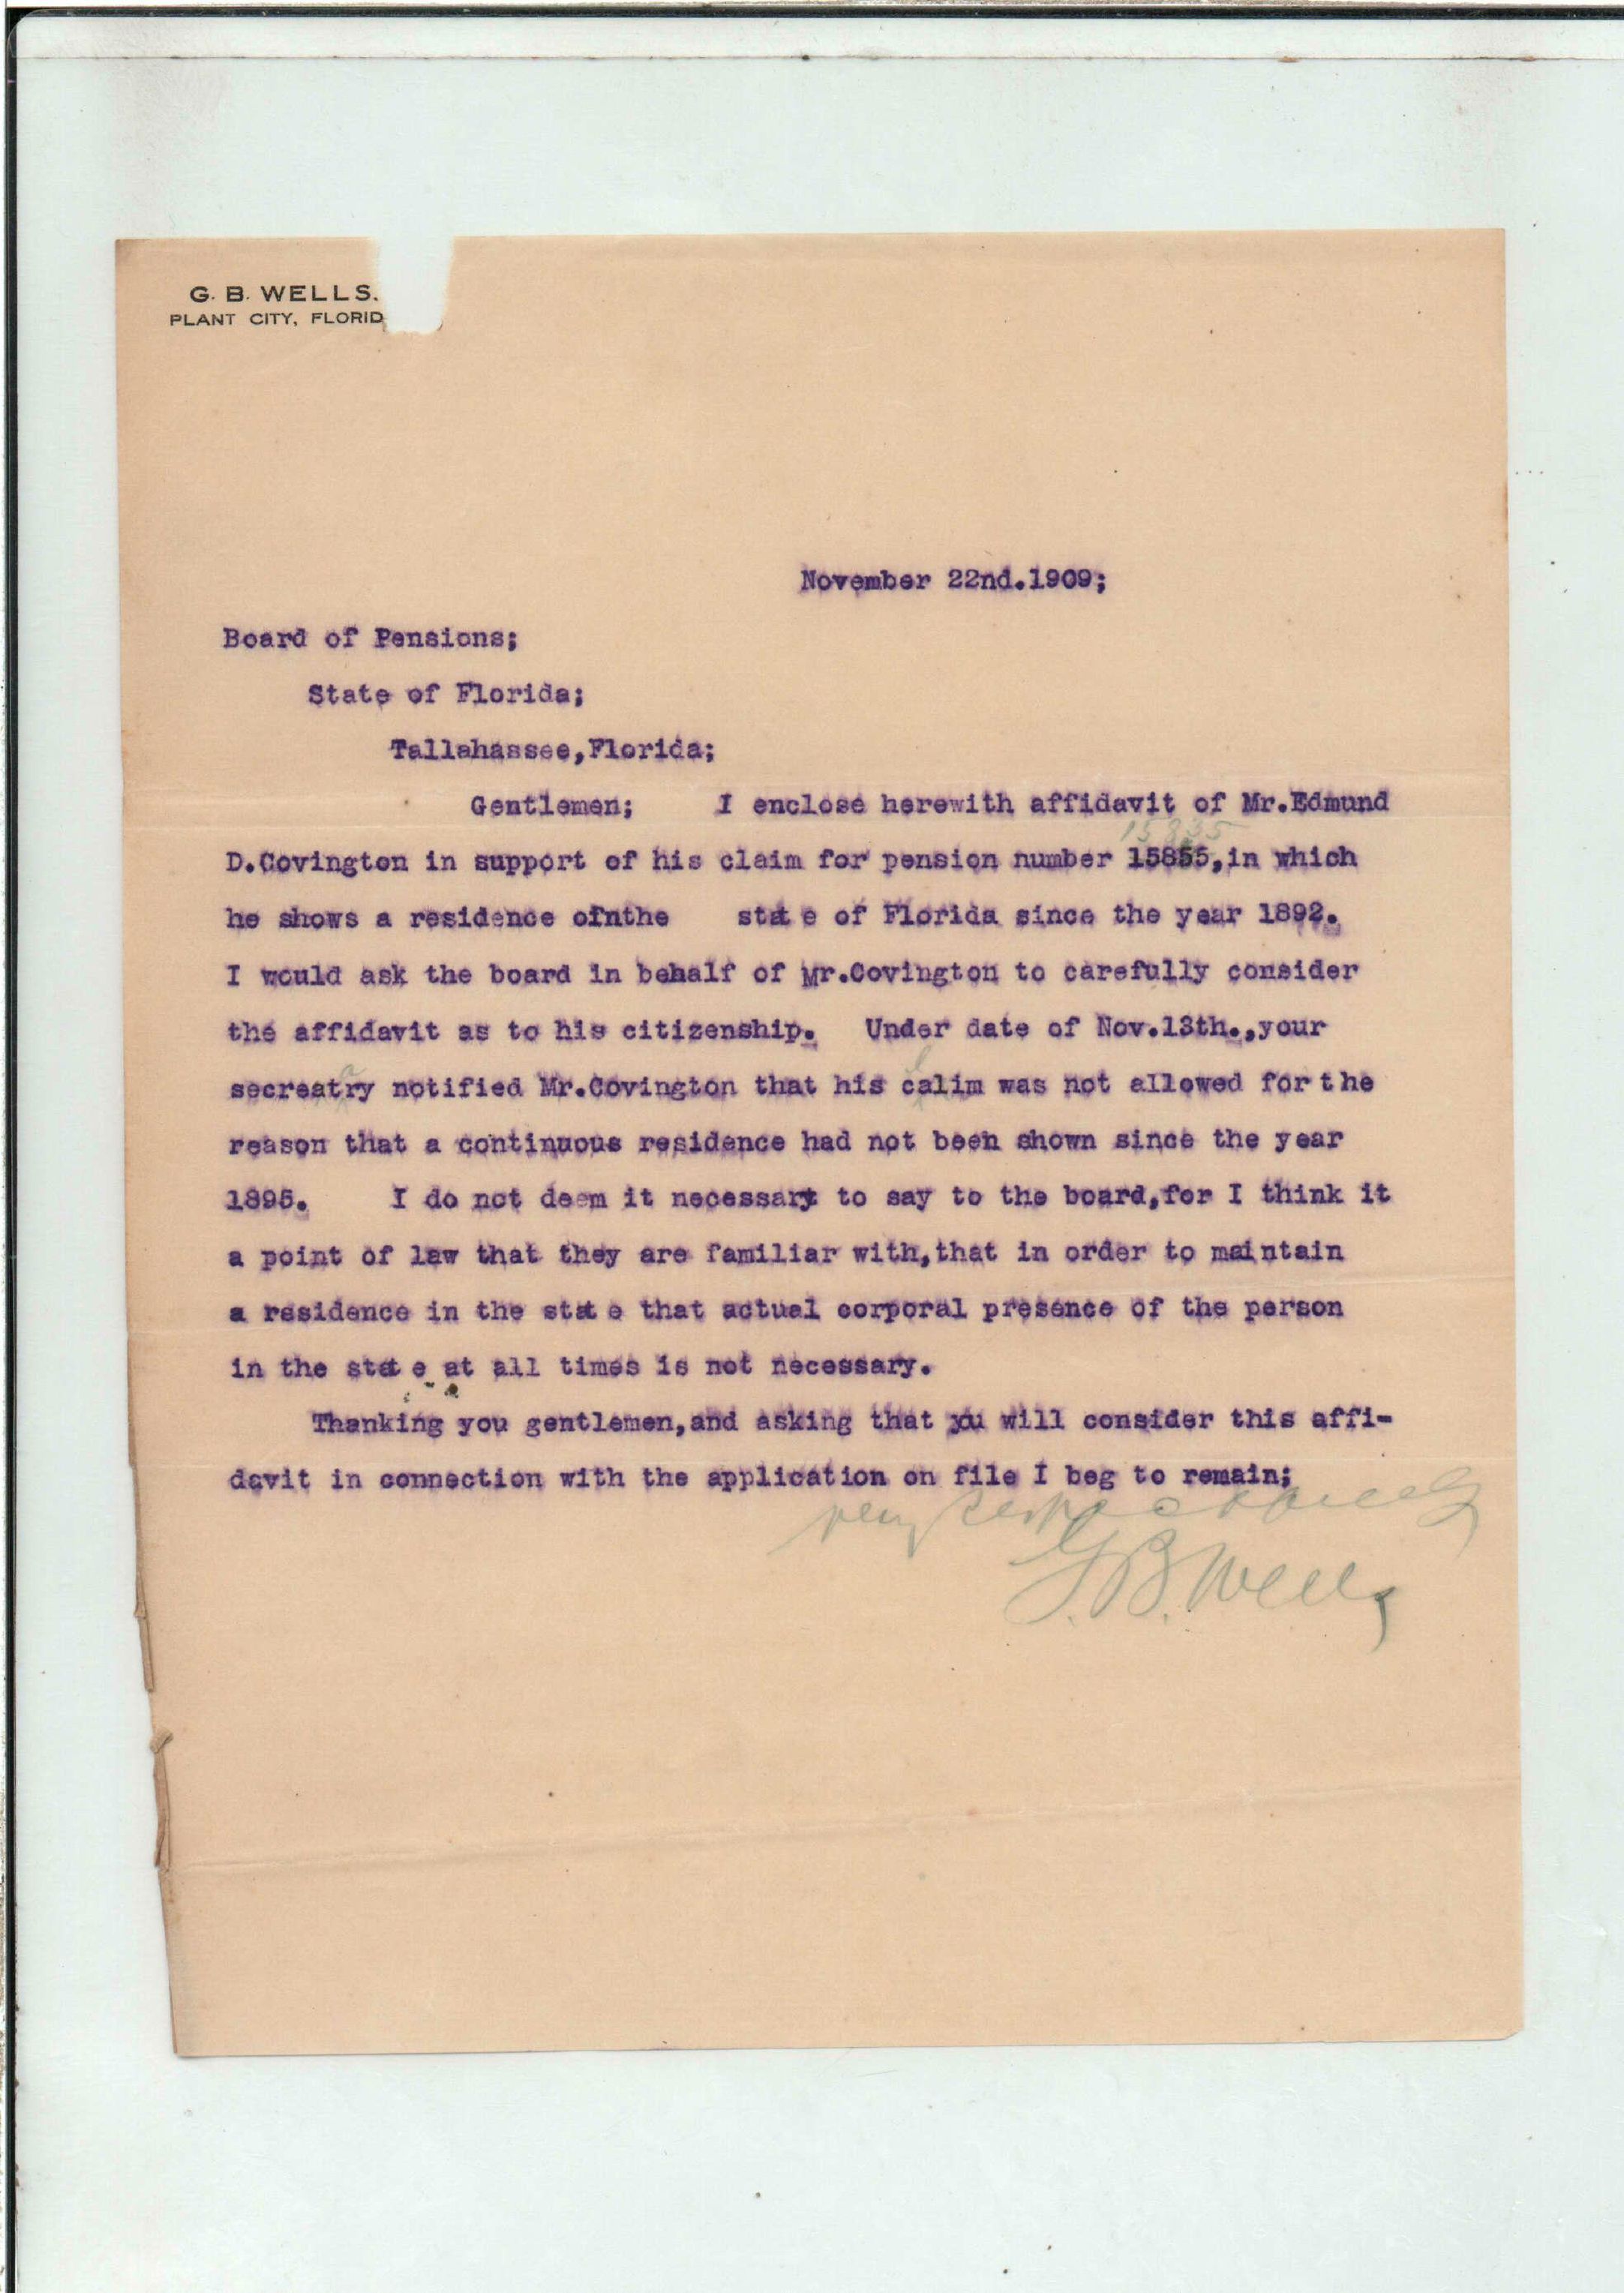 G. B. WELLS.
PLANT CITY, FLORID
November 22nd.1909;
Board of Pensions;
State of Florida;
Tallahassee,Florida;
Gentlemen; I enclose herewith affidavit of Mr.Edmund
15835
D.Covington in support of his claim for pension number 15855,in which
he shows a residence ofnthe state of Florida since the year 1892.
I would ask the board in behalf of Mr.Covington to carefully consider
the affidavit as to his citizenship. Under date of Nov.13th.,your
secreatry notified Mr.Covington that his calim was not allowed for the
reason that a continuous residence had not been shown since the year
1895. I do not deem it necessary to say to the board,for I think it
a point of law that they are familiar with,that in order to maintain
a residence in the state that actual corporal presence of the person
in the state at all times is not necessary.
Thanking you gentlemen,and asking that you will consider this affi-
davit in connection with the application on file I beg to remain;
very respectfully
G.B.Wells